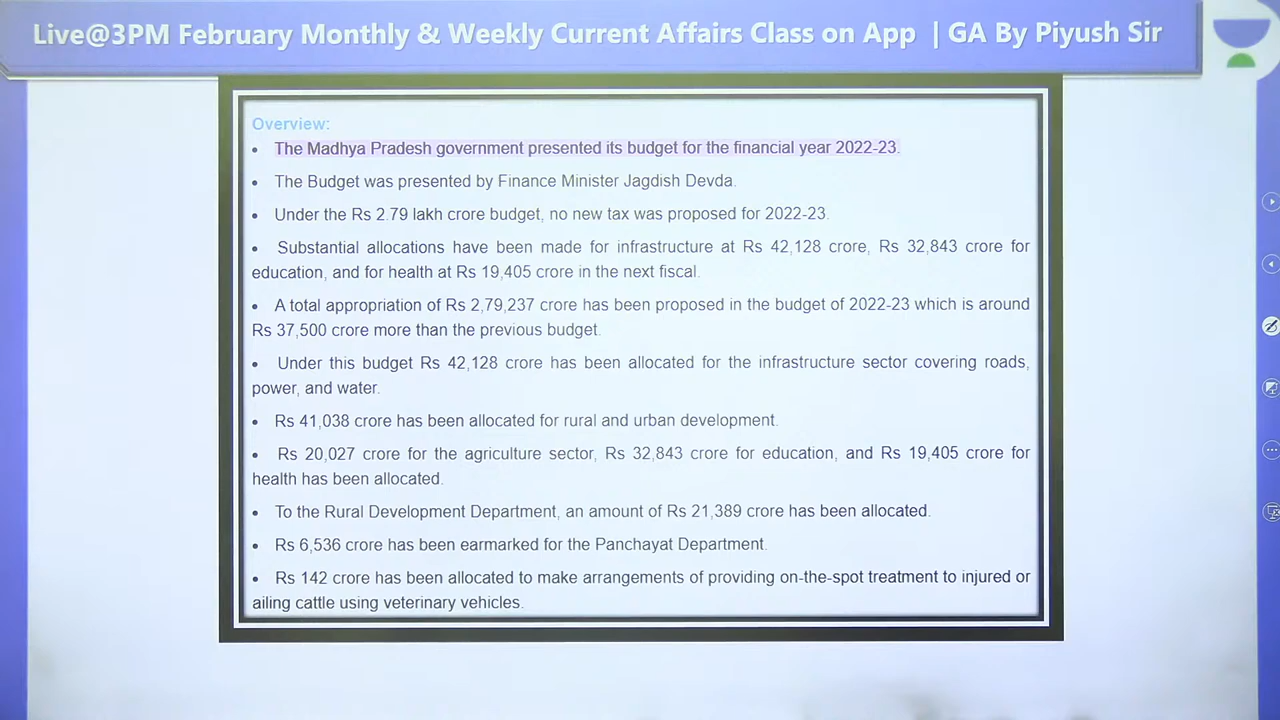 Live@3PM February Monthly & Weekly Current Affairs Class on App | GA By Piyush Sir
Overview:
• The Madhya Pradesh government presented its budget for the financial year 2022-23.
• The Budget was presented by Finance Minister Jagdish Devda.
• Under the Rs 2.79 lakh crore budget, no new tax was proposed for 2022-23.
• Substantial allocations have been made for infrastructure at Rs 42,128 crore, Rs 32,843 crore for
education, and for health at Rs 19,405 crore in the next fiscal.
• A total appropriation of Rs 2,79,237 crore has been proposed in the budget of 2022-23 which is around
Rs 37,500 crore more than the previous budget.
• Under this budget Rs 42,128 crore has been allocated for the infrastructure sector covering roads,
power, and water.
• Rs 41,038 crore has been allocated for rural and urban development.
• Rs 20,027 crore for the agriculture sector, Rs 32,843 crore for education, and Rs 19,405 crore for
health has been allocated.
• To the Rural Development Department, an amount of Rs 21,389 crore has been allocated.
• Rs 6,536 crore has been earmarked for the Panchayat Department.
• Rs 142 crore has been allocated to make arrangements of providing on-the-spot treatment to injured or
ailing cattle using veterinary vehicles.